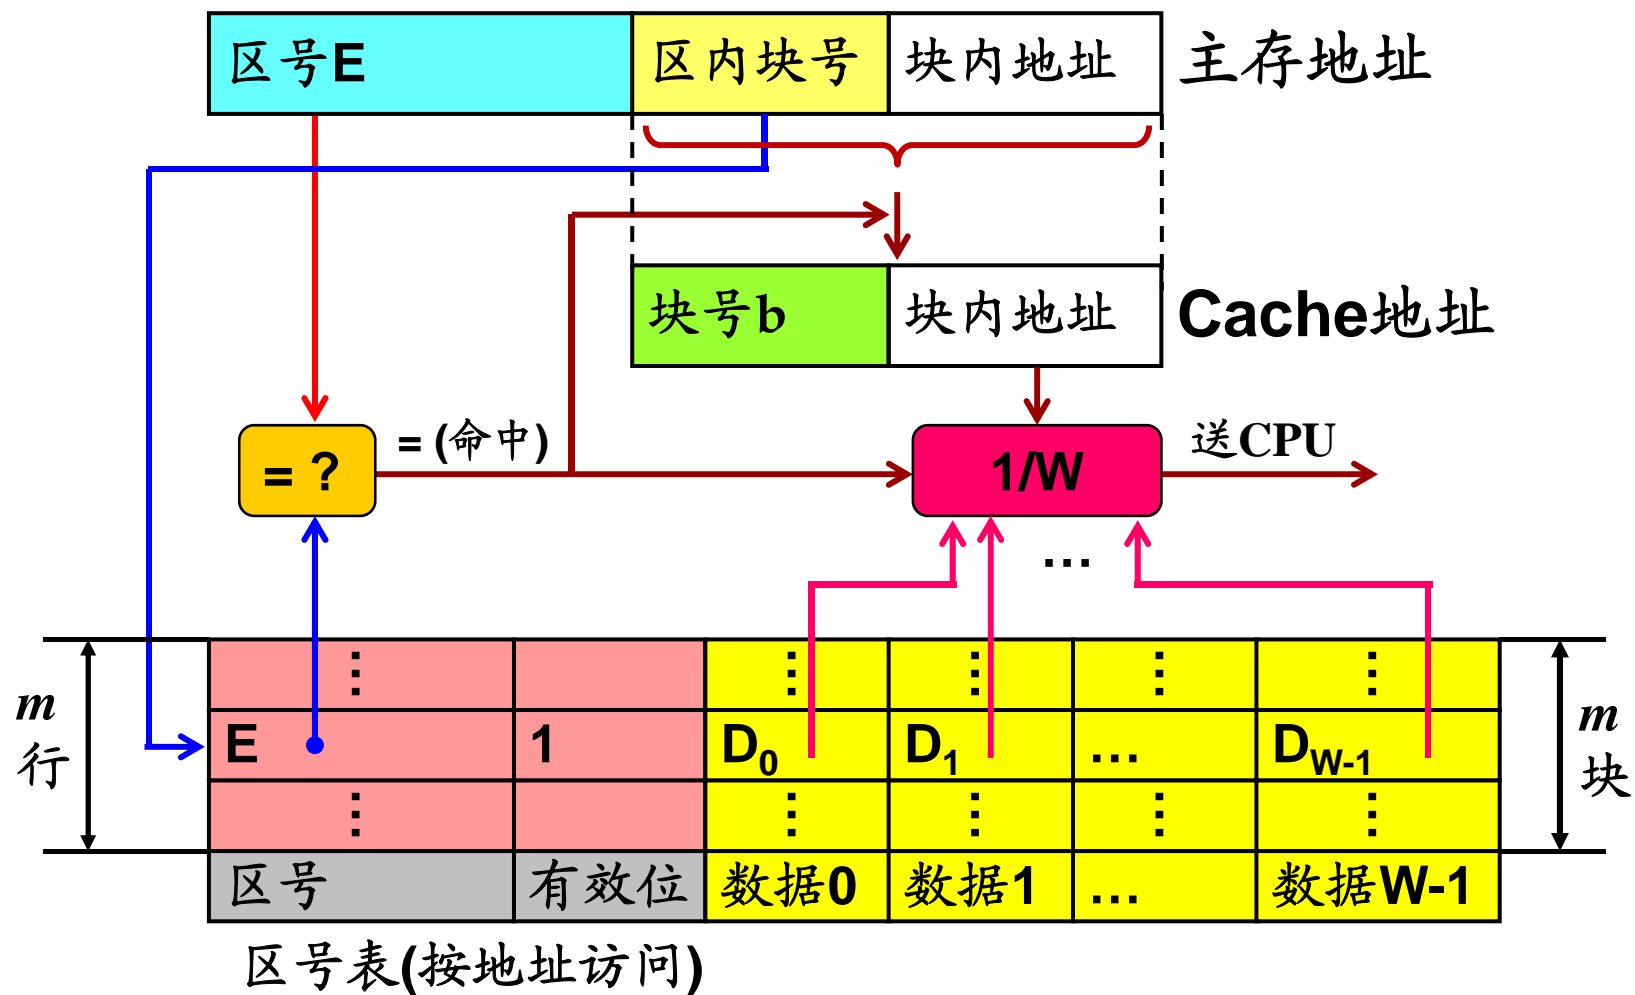 区号E 区内块号 块内地址 主存地址
块号b 块内地址 Cache地址
= ? = (命中) 1/W 送CPU
…
m 行
⋮ ⋮ ⋮ ⋮ ⋮
E 1 D0 D1 … DW-1
⋮ ⋮ ⋮ ⋮ ⋮
m 块
区号 有效位 数据0 数据1 … 数据W-1
区号表(按地址访问)